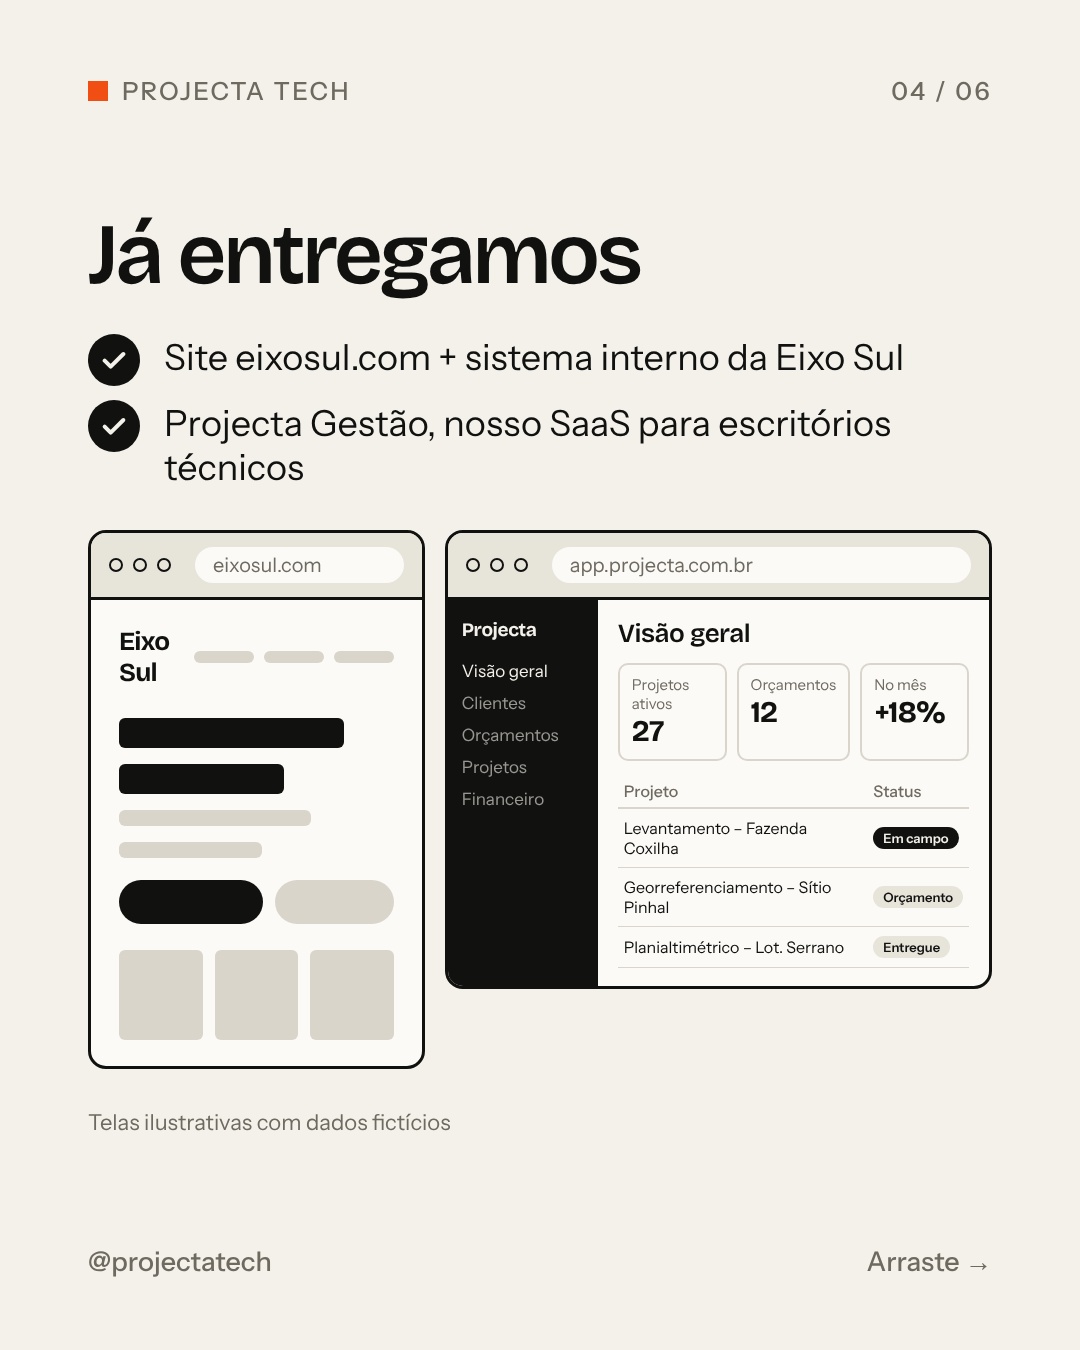 PROJECTA TECH
04 / 06
Já entregamos
Site eixosul.com + sistema interno da Eixo Sul
Projecta Gestão, nosso SaaS para escritórios
técnicos
eixosul.com
Eixo
Sul
app.projecta.com.br
Projecta
Visão geral
Clientes
Orçamentos
Projetos
Financeiro
Visão geral
Projetos
ativos
27
Orçamentos
12
No mês
+18%
Projeto
Status
Levantamento – Fazenda
Coxilha
Em campo
Georreferenciamento – Sítio
Pinhal
Orçamento
Planialtimétrico – Lot. Serrano
Entregue
Telas ilustrativas com dados fictícios
@projectatech
Arraste →